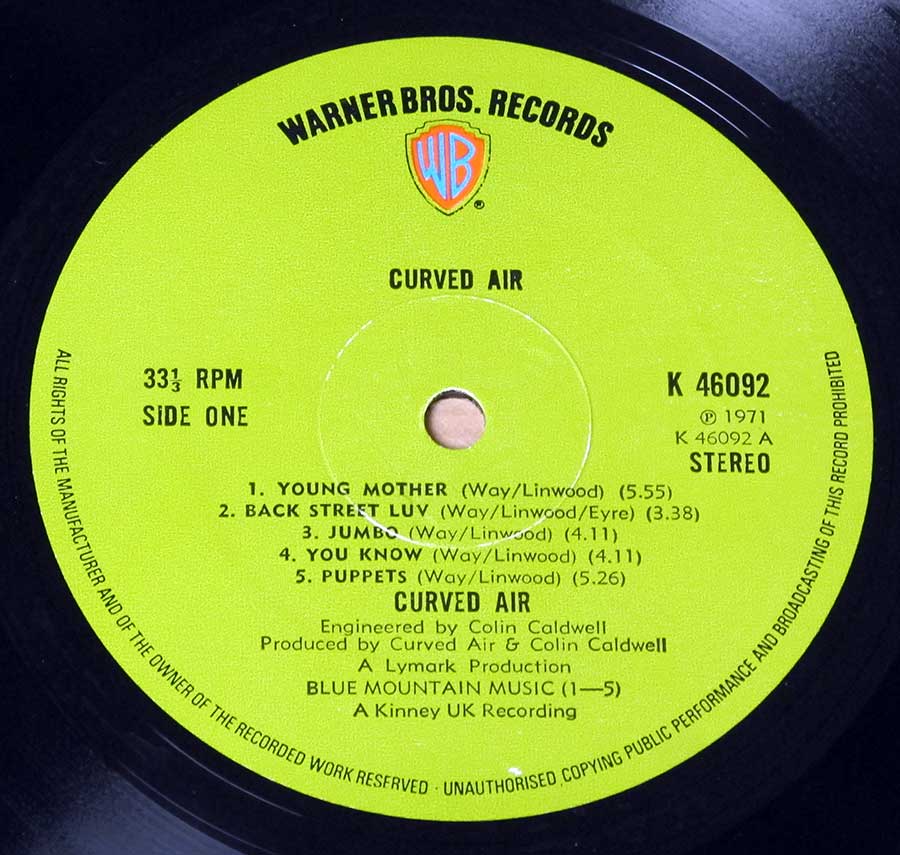 WARNER BROS. RECORDS
WB ®
CURVED AIR
33⅓ RPM
SIDE ONE
K 46092
℗ 1971
K 46092 A
STEREO
1. YOUNG MOTHER (Way/Linwood) (5.55)
2. BACK STREET LUV (Way/Linwood/Eyre) (3.38)
3. JUMBO (Way/Linwood) (4.11)
4. YOU KNOW (Way/Linwood) (4.11)
5. PUPPETS (Way/Linwood) (5.26)
CURVED AIR
Engineered by Colin Caldwell
Produced by Curved Air & Colin Caldwell
A Lymark Production
BLUE MOUNTAIN MUSIC (1—5)
A Kinney UK Recording
ALL RIGHTS OF THE MANUFACTURER AND OF THE OWNER OF THE RECORDED WORK RESERVED · UNAUTHORISED COPYING PUBLIC PERFORMANCE AND BROADCASTING OF THIS RECORD PROHIBITED